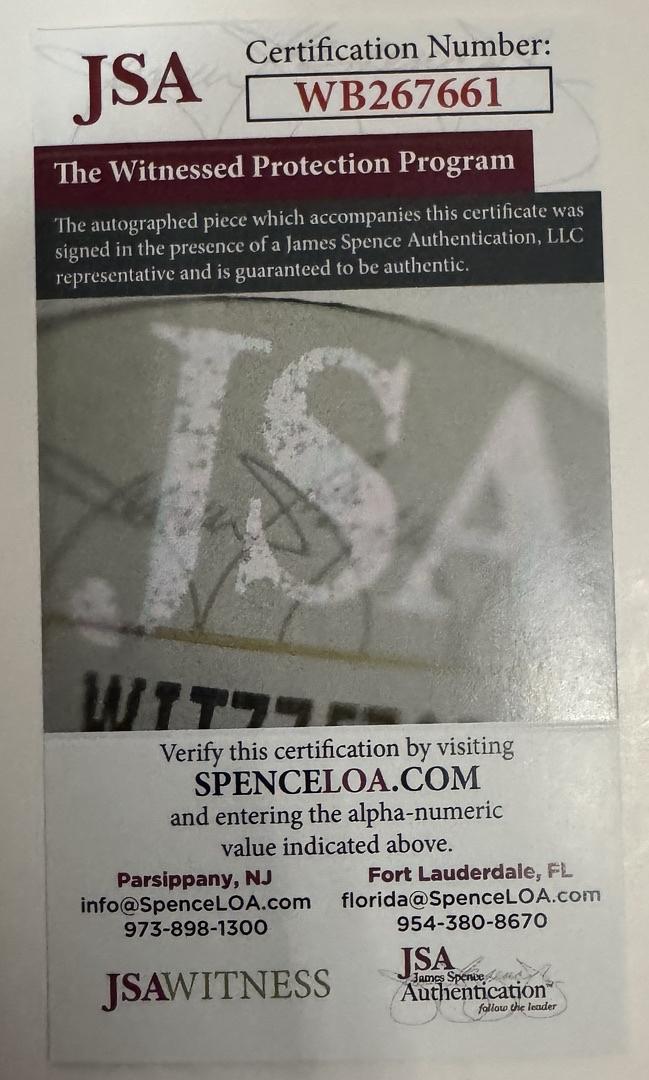 JSA
Certification Number:
WB267661
The Witnessed Protection Program
The autographed piece which accompanies this certificate was
signed in the presence of a James Spence Authentication, LLC
representative and is guaranteed to be authentic.
JSA
Verify this certification by visiting
SPENCELOA.COM
and entering the alpha-numeric
value indicated above.
Parsippany, NJ
info@SpenceLOA.com
973-898-1300
Fort Lauderdale, FL
florida@SpenceLOA.com
954-380-8670
JSAWITNESS
JSA
James Spence
Authentication™
follow the leader